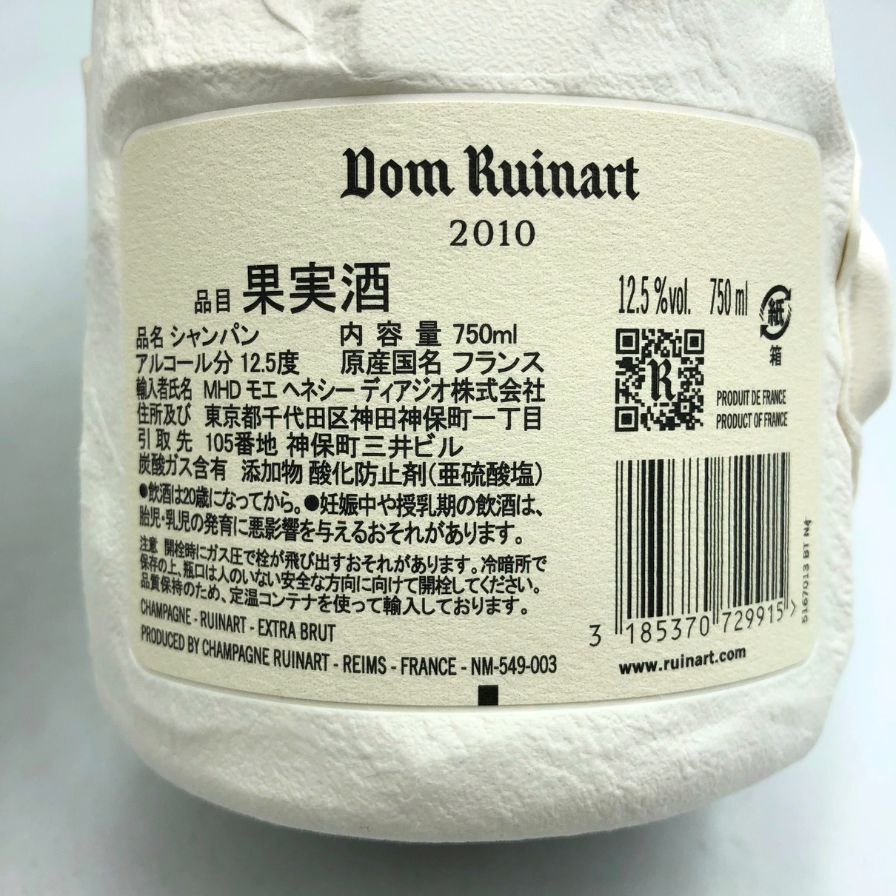 Dom Ruinart
2010
品目 果実酒
品名 シャンパン 内容量 750ml
アルコール分 12.5度 原産国名 フランス
輸入者氏名 MHD モエ ヘネシー ディアジオ株式会社
住所及び 東京都千代田区神田神保町一丁目
引取先 105番地 神保町三井ビル
炭酸ガス含有 添加物 酸化防止剤(亜硫酸塩)
●飲酒は20歳になってから。●妊娠中や授乳期の飲酒は、
胎児・乳児の発育に悪影響を与えるおそれがあります。
注意 開栓時にガス圧で栓が飛び出すおそれがあります。冷暗所で
保存の上、瓶口は人のいない安全な方向に向けて開栓してください。
品質保持のため、定温コンテナを使って輸入しております。
CHAMPAGNE - RUINART - EXTRA BRUT
PRODUCED BY CHAMPAGNE RUINART - REIMS - FRANCE - NM-549-003
12.5%vol. 750 ml
紙
箱
R
PRODUIT DE FRANCE
PRODUCT OF FRANCE
3 185370 729915 >
www.ruinart.com
5167013 BT N4